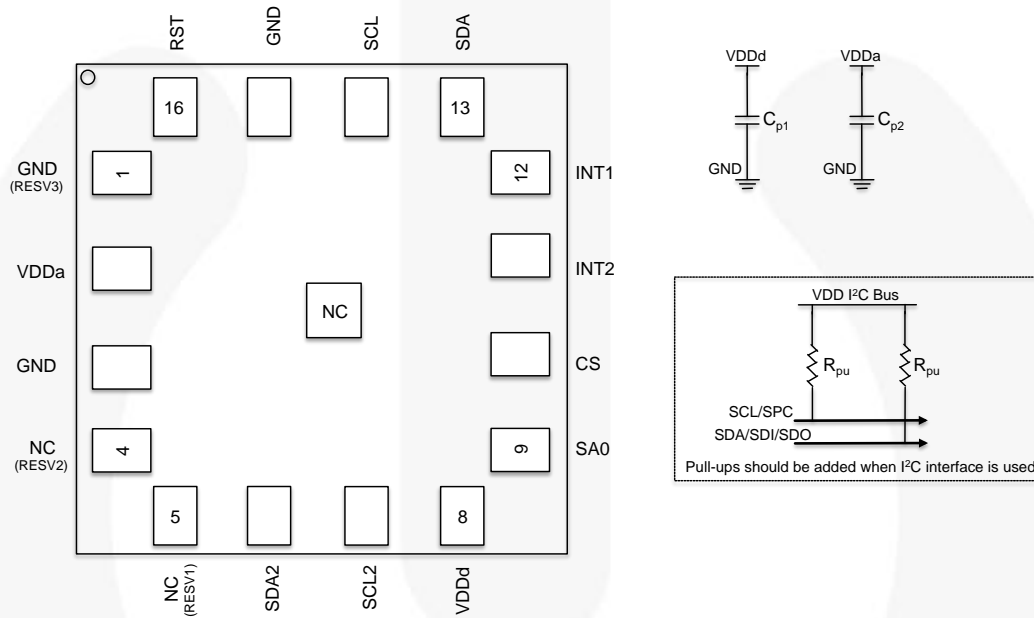 RST
GND
SCL
SDA
16
13
GND
(RESV3)
1
12
INT1
VDDa
INT2
NC
GND
CS
NC
(RESV2)
4
9
SA0
5
8
NC
(RESV1)
SDA2
SCL2
VDDd
VDDd
VDDa
Cp1
Cp2
GND
GND
VDD I²C Bus
Rpu
Rpu
SCL/SPC
SDA/SDI/SDO
Pull-ups should be added when I²C interface is used